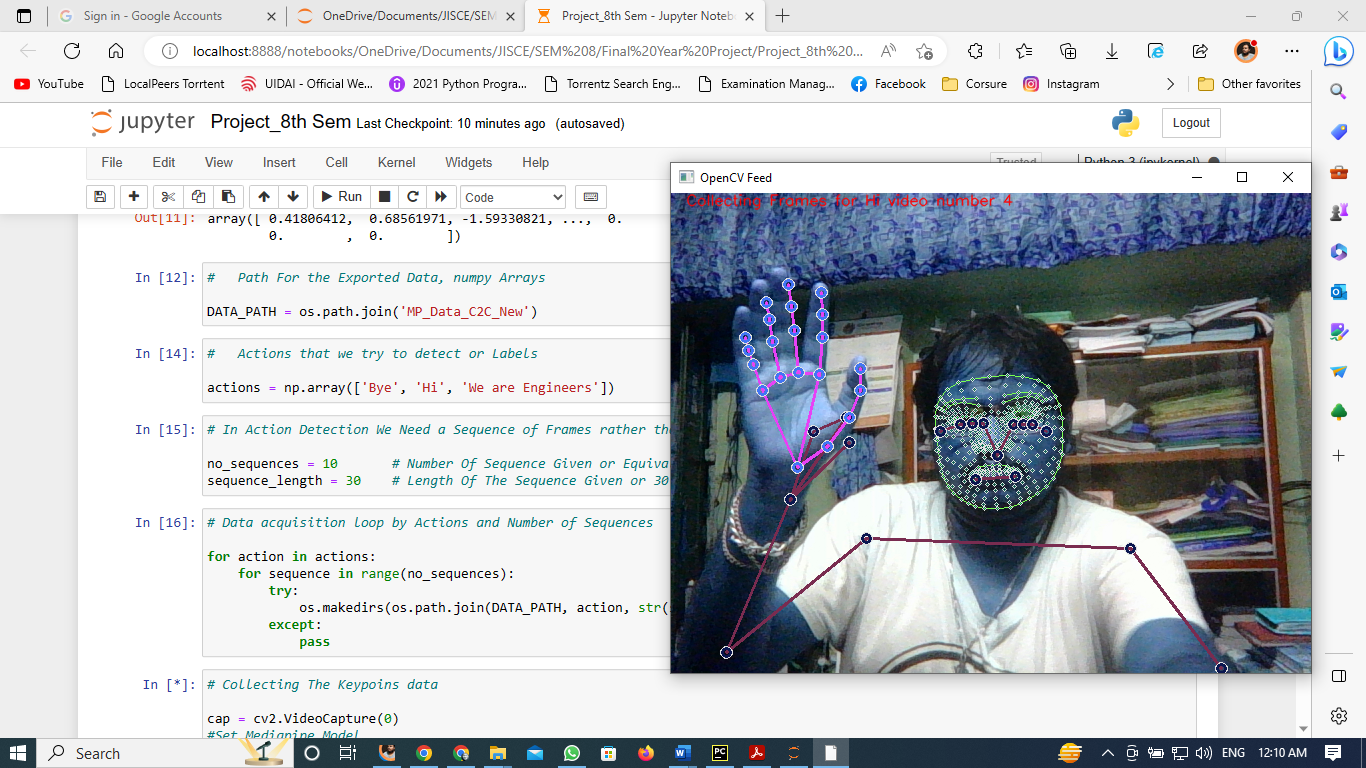 Sign in - Google Accounts
OneDrive/Documents/JISCE/SEM
Project_8th Sem - Jupyter Noteb
localhost:8888/notebooks/OneDrive/Documents/JISCE/SEM%208/Final%20Year%20Project/Project_8th%20...
YouTube
LocalPeers Torrtent
UIDAI - Official We...
2021 Python Progra...
Torrentz Search Eng...
Examination Manag...
Facebook
Corsure
Instagram
Other favorites
jupyter Project_8th Sem Last Checkpoint: 10 minutes ago (autosaved)
Logout
File Edit View Insert Cell Kernel Widgets Help
Trusted
Python 3 (ipykernel)
Run
Code
OpenCV Feed
Collecting Frames for Hi video number 4
Out[11]: array([ 0.41806412, 0.68561971, -1.59330821, ..., 0.
0. , 0. ])
In [12]: # Path For the Exported Data, numpy Arrays
DATA_PATH = os.path.join('MP_Data_C2C_New')
In [14]: # Actions that we try to detect or Labels
actions = np.array(['Bye', 'Hi', 'We are Engineers'])
In [15]: # In Action Detection We Need a Sequence of Frames rather th
no_sequences = 10 # Number Of Sequence Given or Equiva
sequence_length = 30 # Length Of The Sequence Given or 30
In [16]: # Data acquisition loop by Actions and Number of Sequences
for action in actions:
for sequence in range(no_sequences):
try:
os.makedirs(os.path.join(DATA_PATH, action, str(
except:
pass
In [*]: # Collecting The Keypoins data
cap = cv2.VideoCapture(0)
#Set Mediapipe Model
Search
ENG
12:10 AM